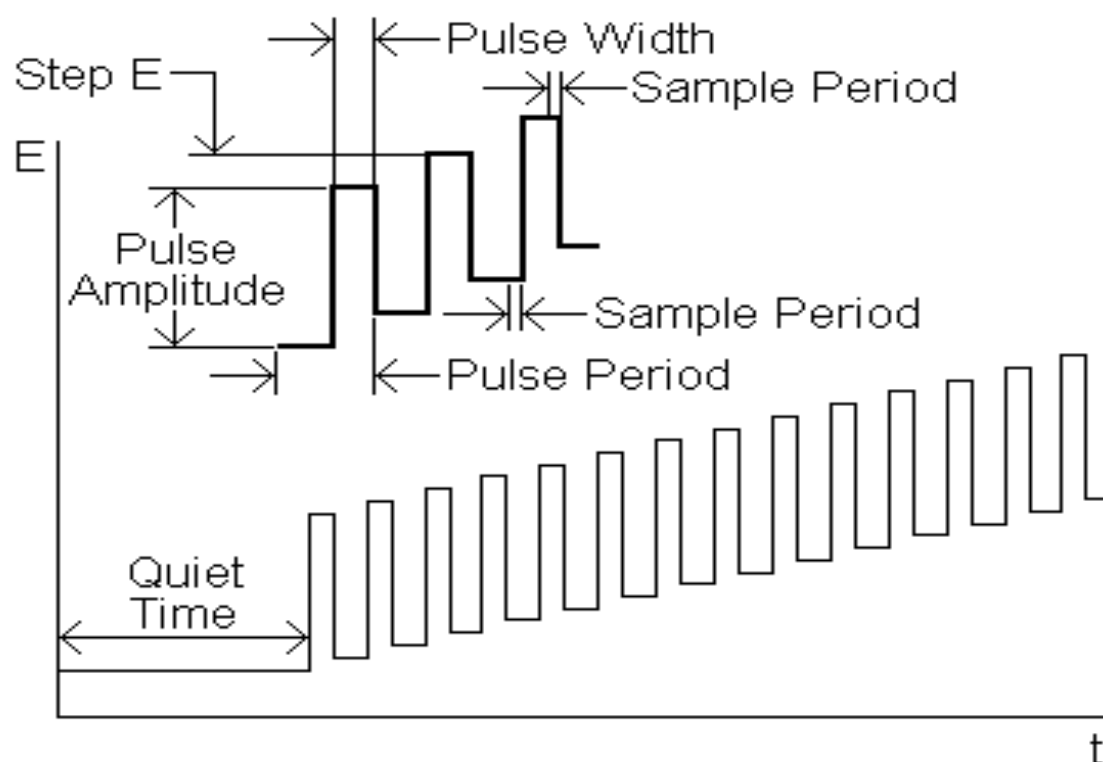 Pulse Width
Step E
Sample Period
E
Pulse
Amplitude
Sample Period
Pulse Period
Quiet
Time
t